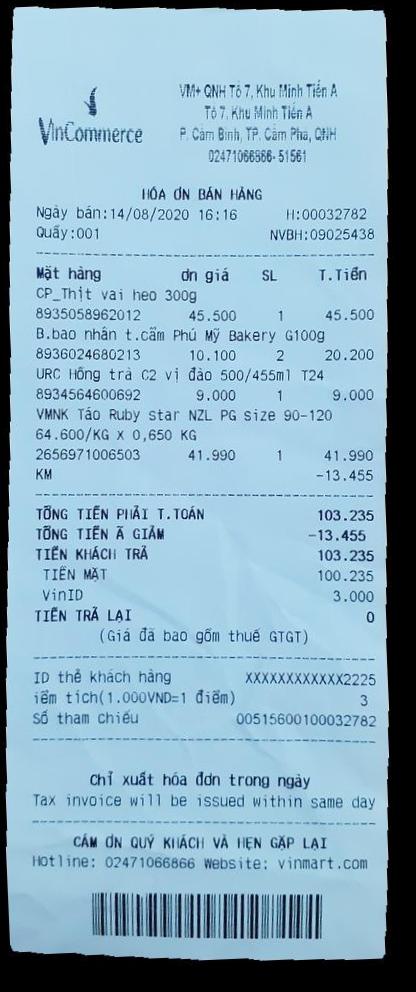 VinCommerce
VM+ QNH Tổ 7, Khu Minh Tiến A
Tổ 7, Khu Minh Tiến A
P. Cẩm Bình, TP. Cẩm Phả, QNH
02471066866-51561
HÓA ƠN BÁN HÀNG
Ngày bán:14/08/2020 16:16 H:00032782
Quầy:001 NVBH:09025438
Mặt hàng ơn giá SL T.Tiền
CP_Thịt vai heo 300g
8935058962012 45.500 1 45.500
B.bao nhân t.cẩm Phú Mỹ Bakery G100g
8936024680213 10.100 2 20.200
URC Hồng trà C2 vị đào 500/455ml T24
8934564600692 9.000 1 9.000
VMNK Táo Ruby star NZL PG size 90-120
64.600/KG X 0,650 KG
2656971006503 41.990 1 41.990
KM -13.455
TỔNG TIỀN PHẢI T.TOÁN 103.235
TỔNG TIỀN Ã GIẢM -13.455
TIỀN KHÁCH TRẢ 103.235
TIỀN MẶT 100.235
VinID 3.000
TIỀN TRẢ LẠI 0
(Giá đã bao gồm thuế GTGT)
ID thẻ khách hàng XXXXXXXXXXXX2225
iểm tích(1.000VND=1 điểm) 3
Số tham chiếu 00515600100032782
Chỉ xuất hóa đơn trong ngày
Tax invoice will be issued within same day
CẢM ƠN QUÝ KHÁCH VÀ HẸN GẶP LẠI
Hotline: 02471066866 Website: vinmart.com